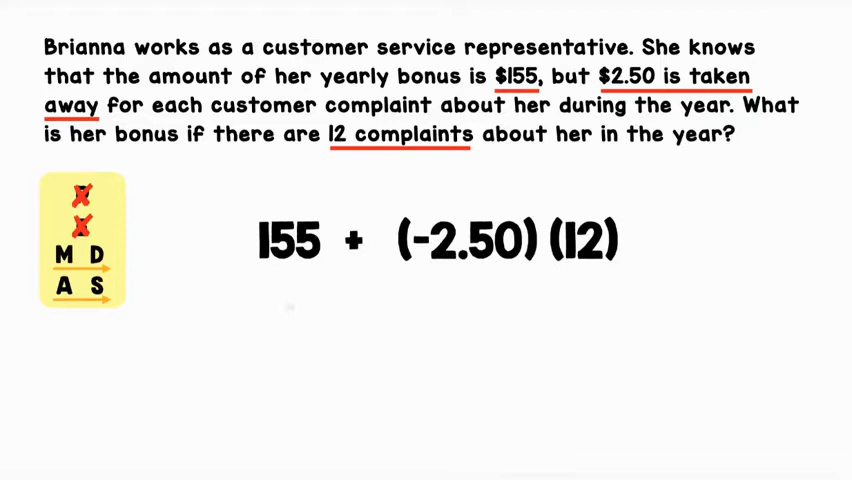 Brianna works as a customer service representative. She knows
that the amount of her yearly bonus is $155, but $2.50 is taken
away for each customer complaint about her during the year. What
is her bonus if there are 12 complaints about her in the year?
M D
A S
155 + (-2.50) (12)